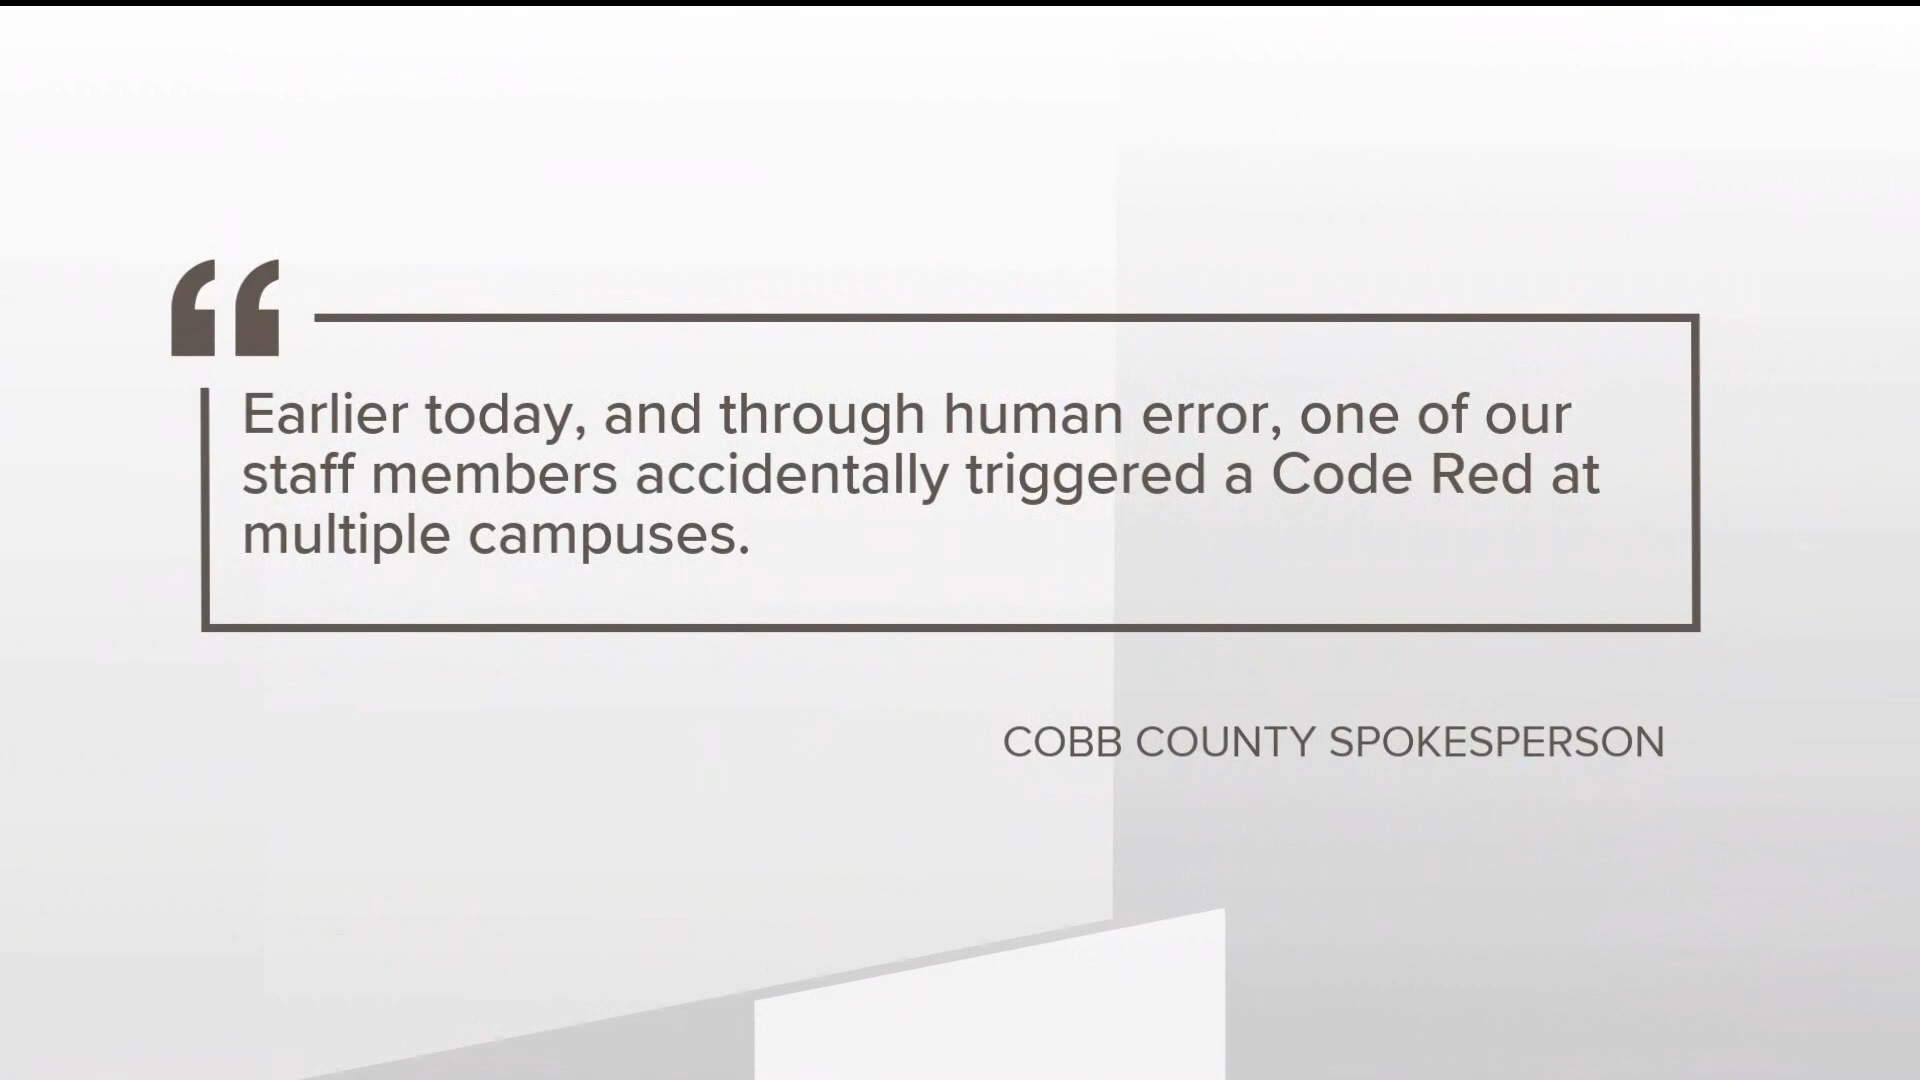 “
Earlier today, and through human error, one of our
staff members accidentally triggered a Code Red at
multiple campuses.
COBB COUNTY SPOKESPERSON